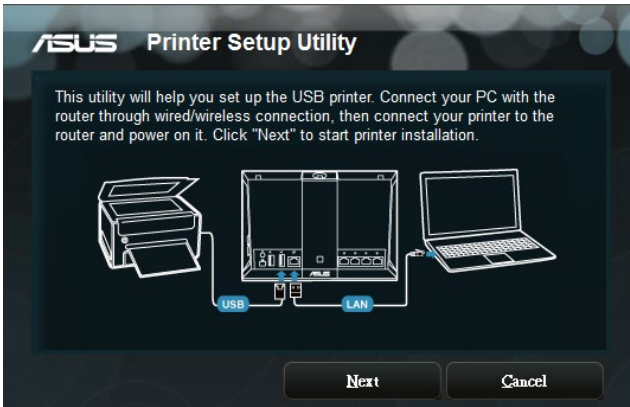 ASUS Printer Setup Utility
This utility will help you set up the USB printer. Connect your PC with the
router through wired/wireless connection, then connect your printer to the
router and power on it. Click "Next" to start printer installation.
ASUS
USB
LAN
Next
Cancel